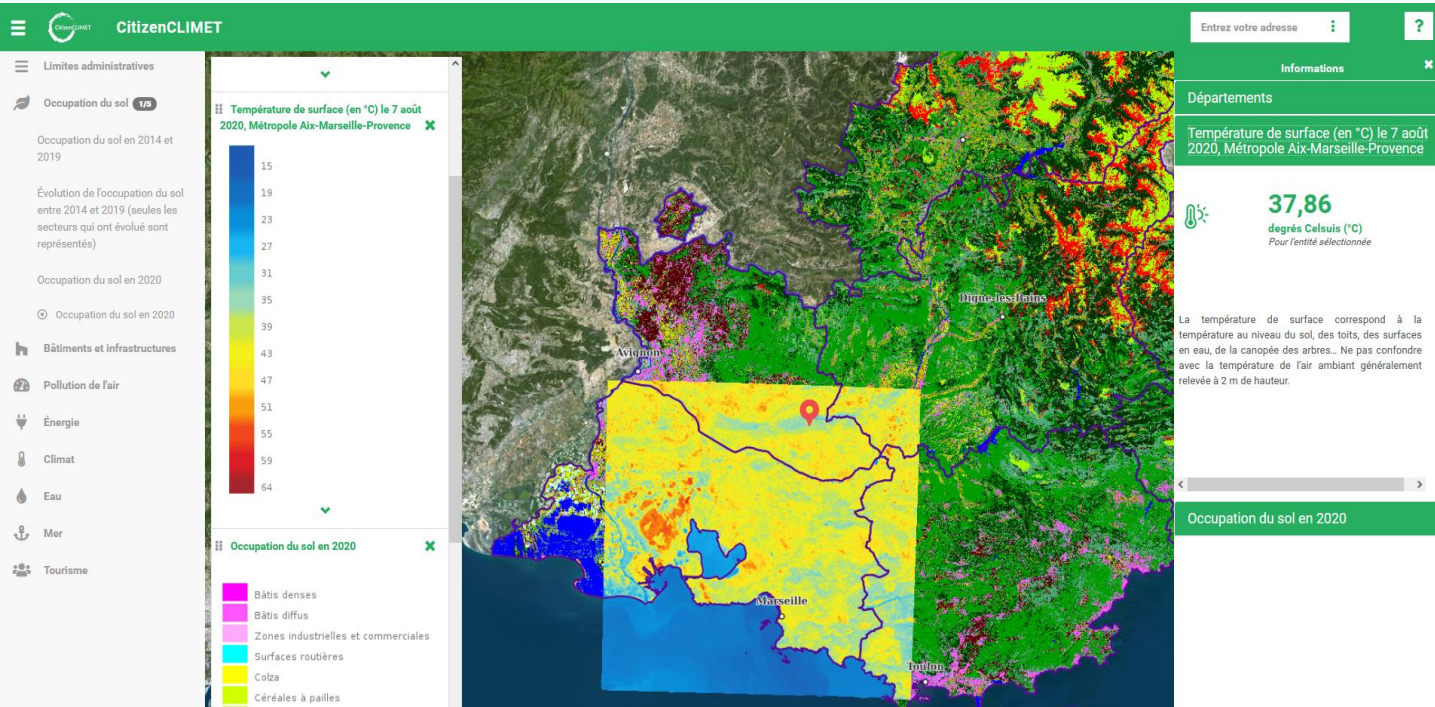 CitizenCLIMET
CitizenCLIMET
Entrez votre adresse
?
Limites administratives
Occupation du sol 1/5
Occupation du sol en 2014 et
2019
Évolution de l'occupation du sol
entre 2014 et 2019 (seules les
secteurs qui ont évolué sont
représentés)
Occupation du sol en 2020
Occupation du sol en 2020
Bâtiments et infrastructures
Pollution de l'air
Énergie
Climat
Eau
Mer
Tourisme
Température de surface (en °C) le 7 août
2020, Métropole Aix-Marseille-Provence
15
19
23
27
31
35
39
43
47
51
55
59
64
Occupation du sol en 2020
Bâtis denses
Bâtis diffus
Zones industrielles et commerciales
Surfaces routières
Colza
Céréales à pailles
Digne-les-Bains
Avignon
Marseille
Toulon
Informations
Départements
Température de surface (en °C) le 7 août
2020, Métropole Aix-Marseille-Provence
37,86
degrés Celsuis (°C)
Pour l'entité sélectionnée
La température de surface correspond à la
température au niveau du sol, des toits, des surfaces
en eau, de la canopée des arbres… Ne pas confondre
avec la température de l'air ambiant généralement
relevée à 2 m de hauteur.
Occupation du sol en 2020